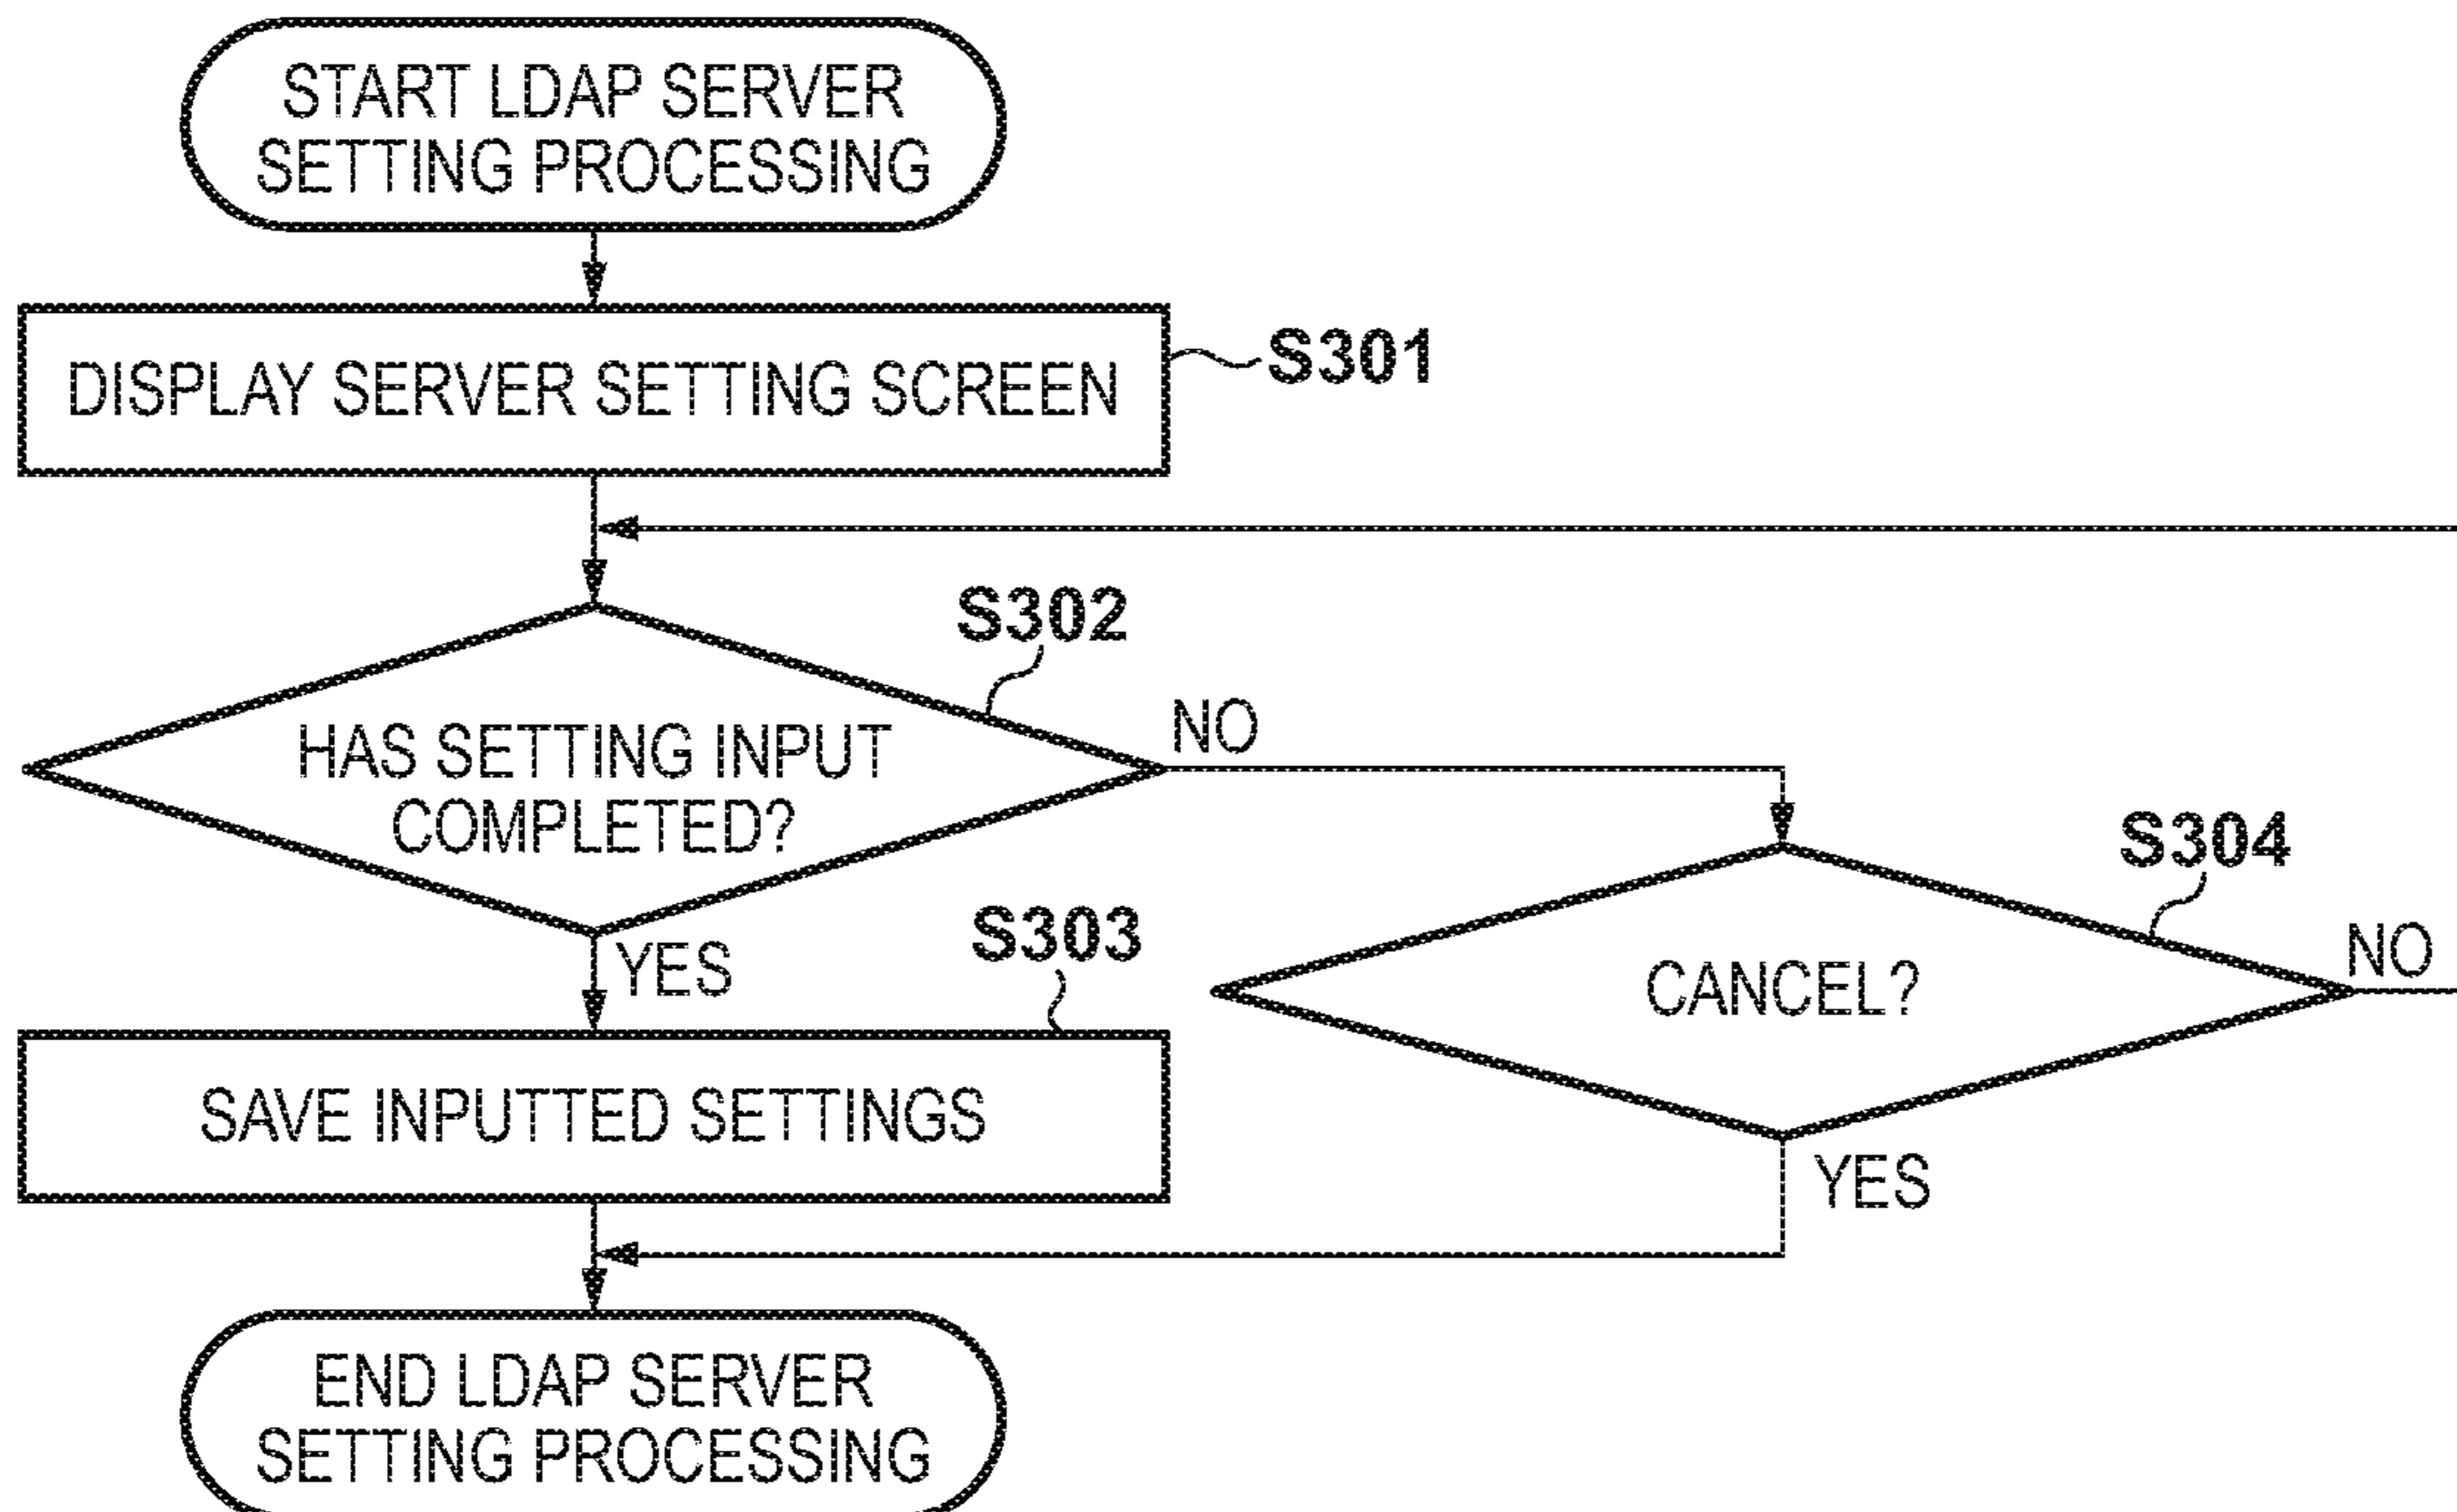 START LDAP SERVER
SETTING PROCESSING
DISPLAY SERVER SETTING SCREEN
S301
S302
HAS SETTING INPUT
COMPLETED?
NO
YES
S303
SAVE INPUTTED SETTINGS
S304
CANCEL?
NO
YES
END LDAP SERVER
SETTING PROCESSING